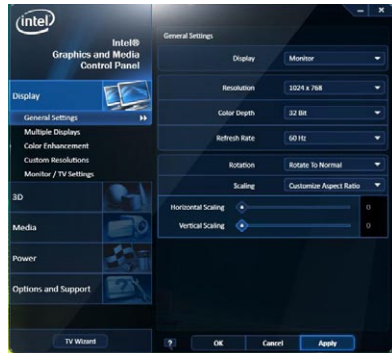 intel
Intel®
Graphics and Media
Control Panel
Display
General Settings
Multiple Displays
Color Enhancement
Custom Resolutions
Monitor / TV Settings
3D
Media
Power
Options and Support
TV Wizard
General Settings
Display Monitor
Resolution 1024 x 768
Color Depth 32 Bit
Refresh Rate 60 Hz
Rotation Rotate To Normal
Scaling Customize Aspect Ratio
Horizontal Scaling 0
Vertical Scaling 0
? OK Cancel Apply